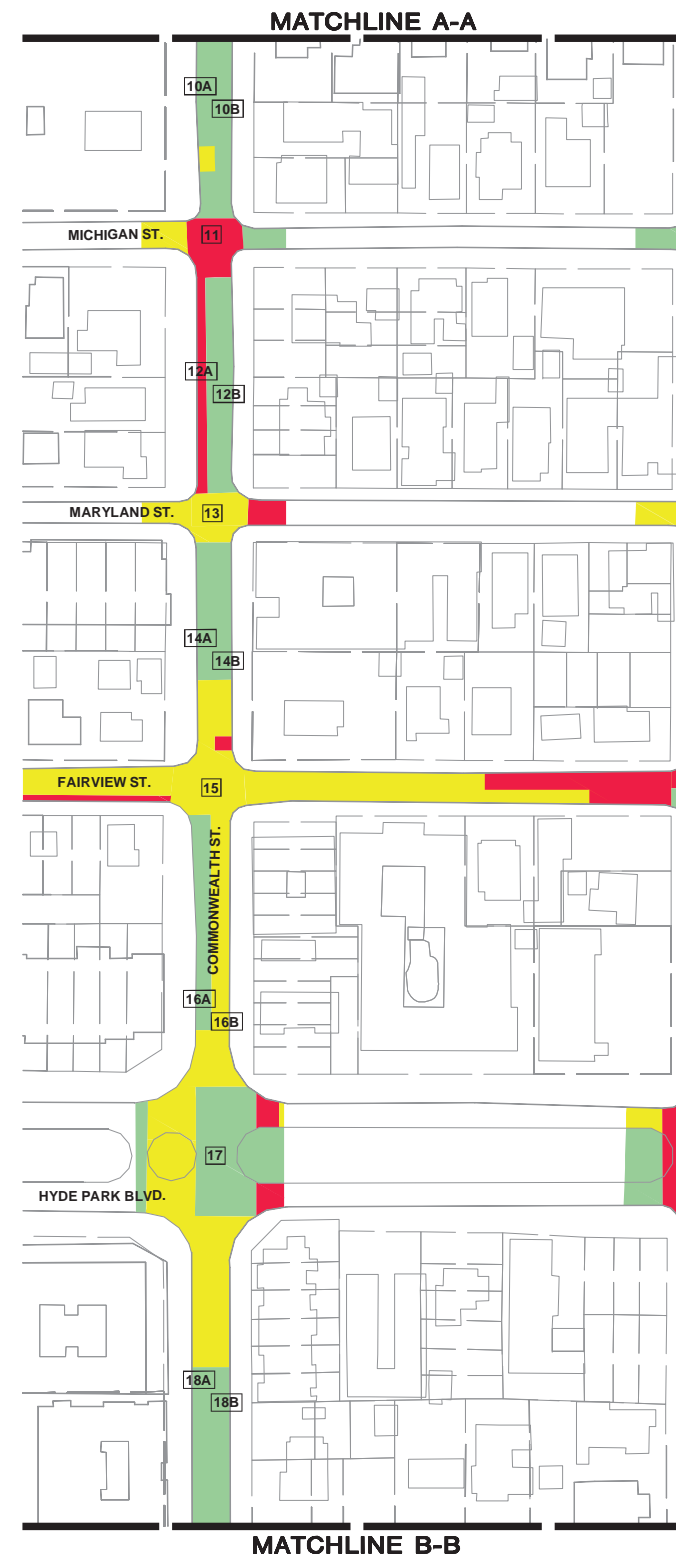 MATCHLINE A-A
10A
10B
MICHIGAN ST.
11
12A
12B
MARYLAND ST.
13
14A
14B
FAIRVIEW ST.
15
COMMONWEALTH ST.
16A
16B
17
HYDE PARK BLVD.
18A
18B
MATCHLINE B-B